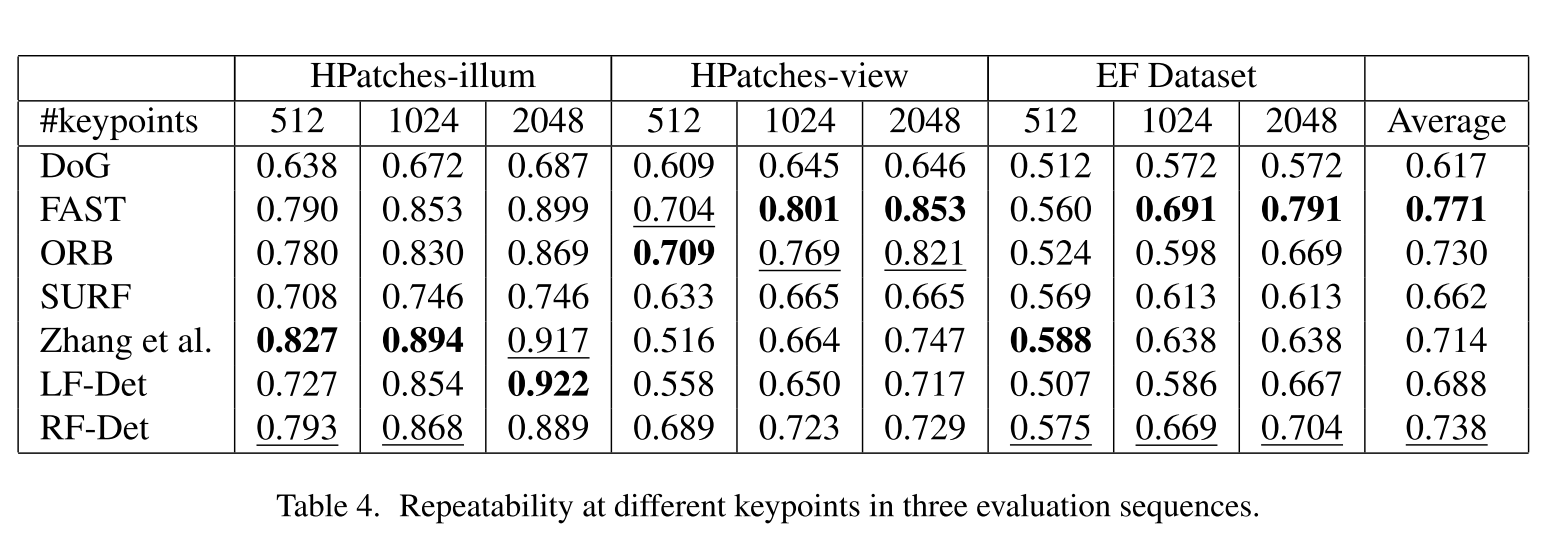 HPatches-illum HPatches-view EF Dataset
#keypoints 512 1024 2048 512 1024 2048 512 1024 2048 Average
DoG 0.638 0.672 0.687 0.609 0.645 0.646 0.512 0.572 0.572 0.617
FAST 0.790 0.853 0.899 0.704 0.801 0.853 0.560 0.691 0.791 0.771
ORB 0.780 0.830 0.869 0.709 0.769 0.821 0.524 0.598 0.669 0.730
SURF 0.708 0.746 0.746 0.633 0.665 0.665 0.569 0.613 0.613 0.662
Zhang et al. 0.827 0.894 0.917 0.516 0.664 0.747 0.588 0.638 0.638 0.714
LF-Det 0.727 0.854 0.922 0.558 0.650 0.717 0.507 0.586 0.667 0.688
RF-Det 0.793 0.868 0.889 0.689 0.723 0.729 0.575 0.669 0.704 0.738
Table 4. Repeatability at different keypoints in three evaluation sequences.